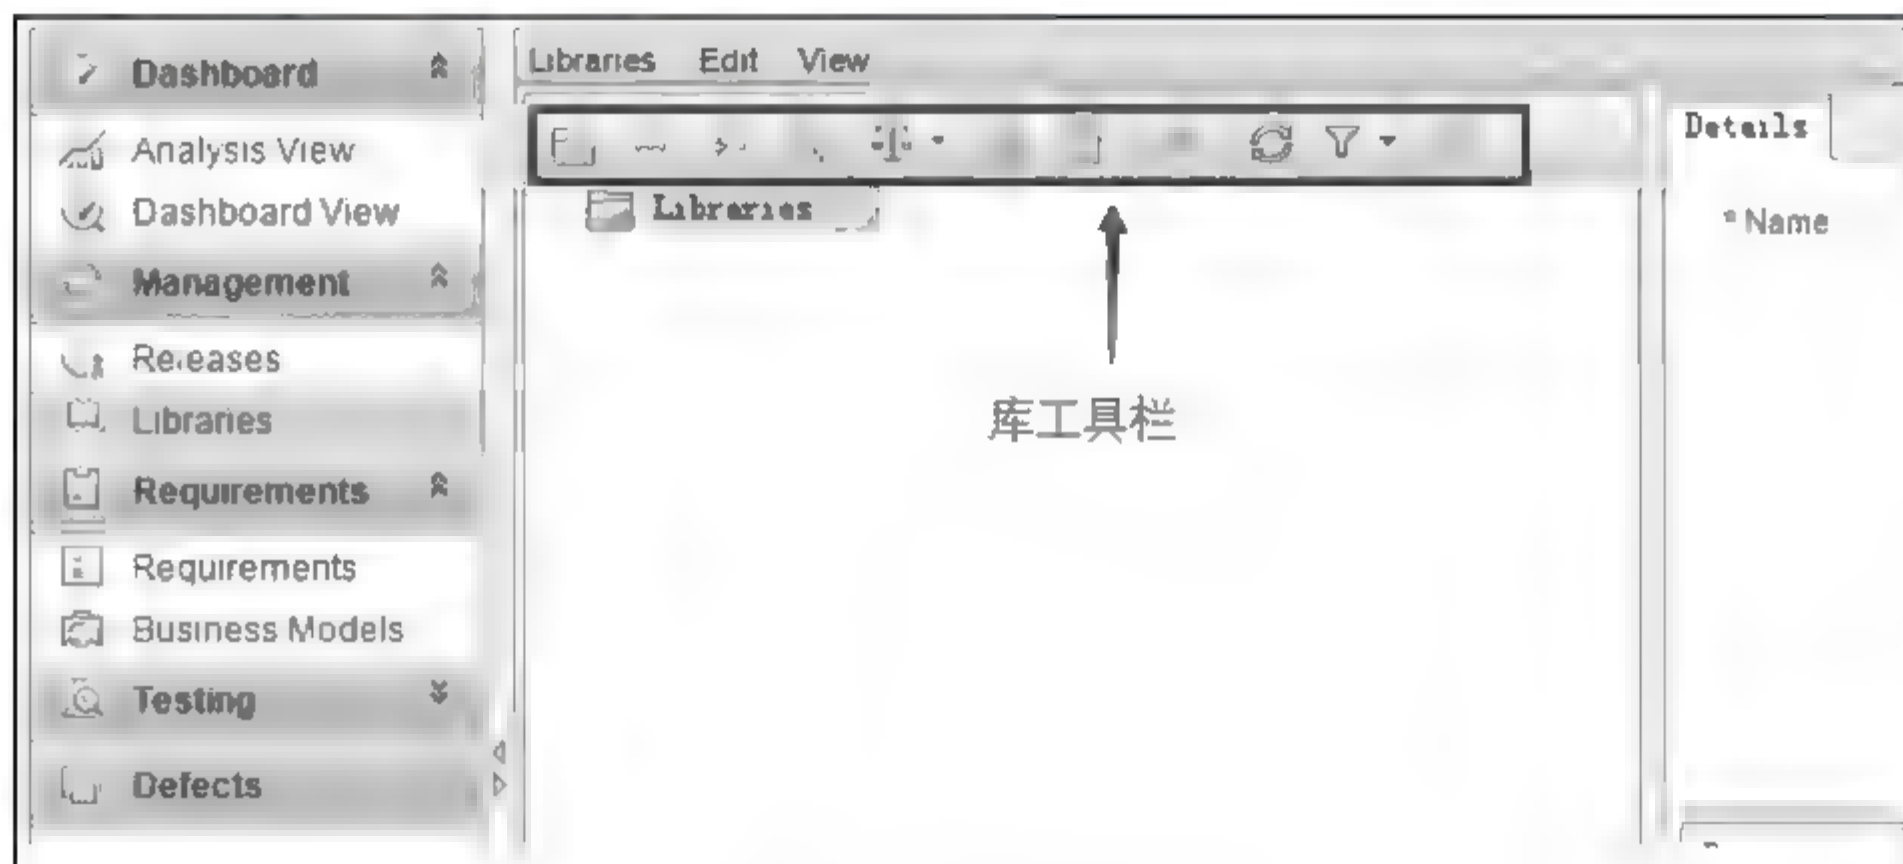 Dashboard
Analysis View
Dashboard View
Management
Releases
Libraries
Requirements
Requirements
Business Models
Testing
Defects
Libraries Edit View
Libraries
库工具栏
Details
* Name